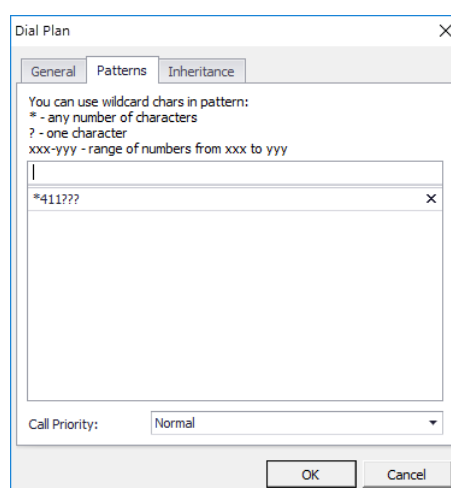 Dial Plan
General Patterns Inheritance
You can use wildcard chars in pattern:
* - any number of characters
? - one character
xxx-yyy - range of numbers from xxx to yyy
*411???
Call Priority: Normal
OK Cancel